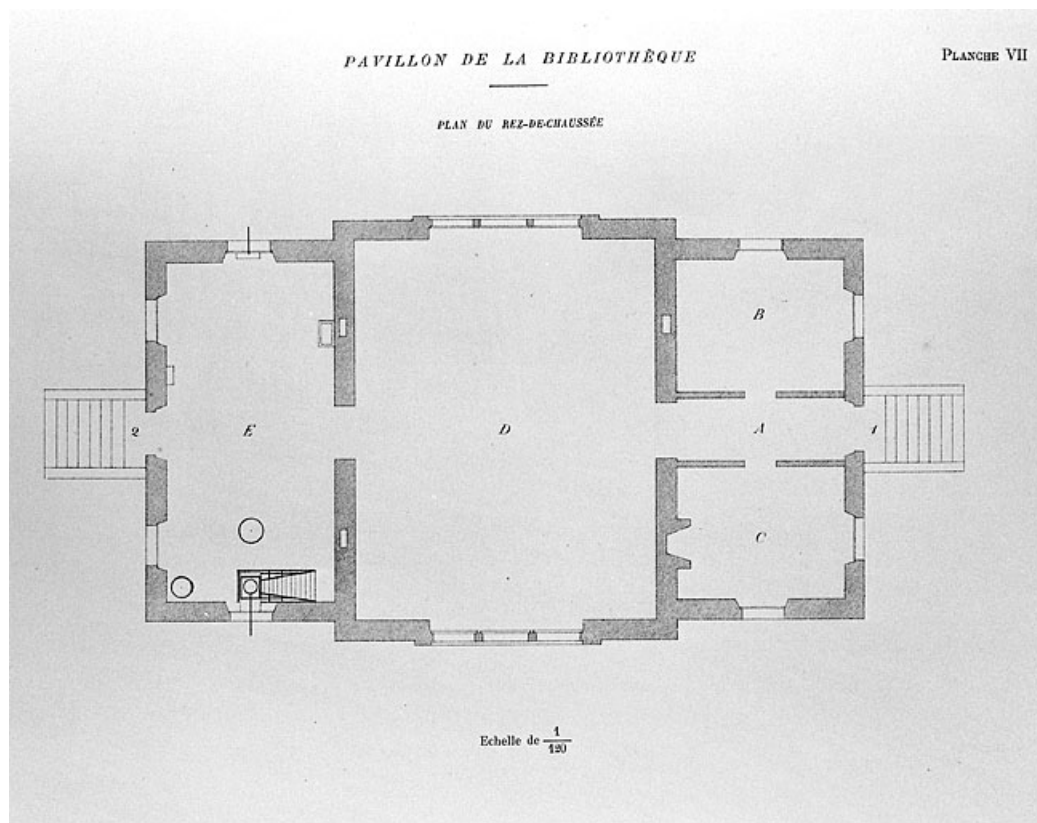 PAVILLON DE LA BIBLIOTHÈQUE
PLANCHE VII
PLAN DU REZ-DE-CHAUSSÉE
B
2
E
D
A
1
C
Echelle de 1/120